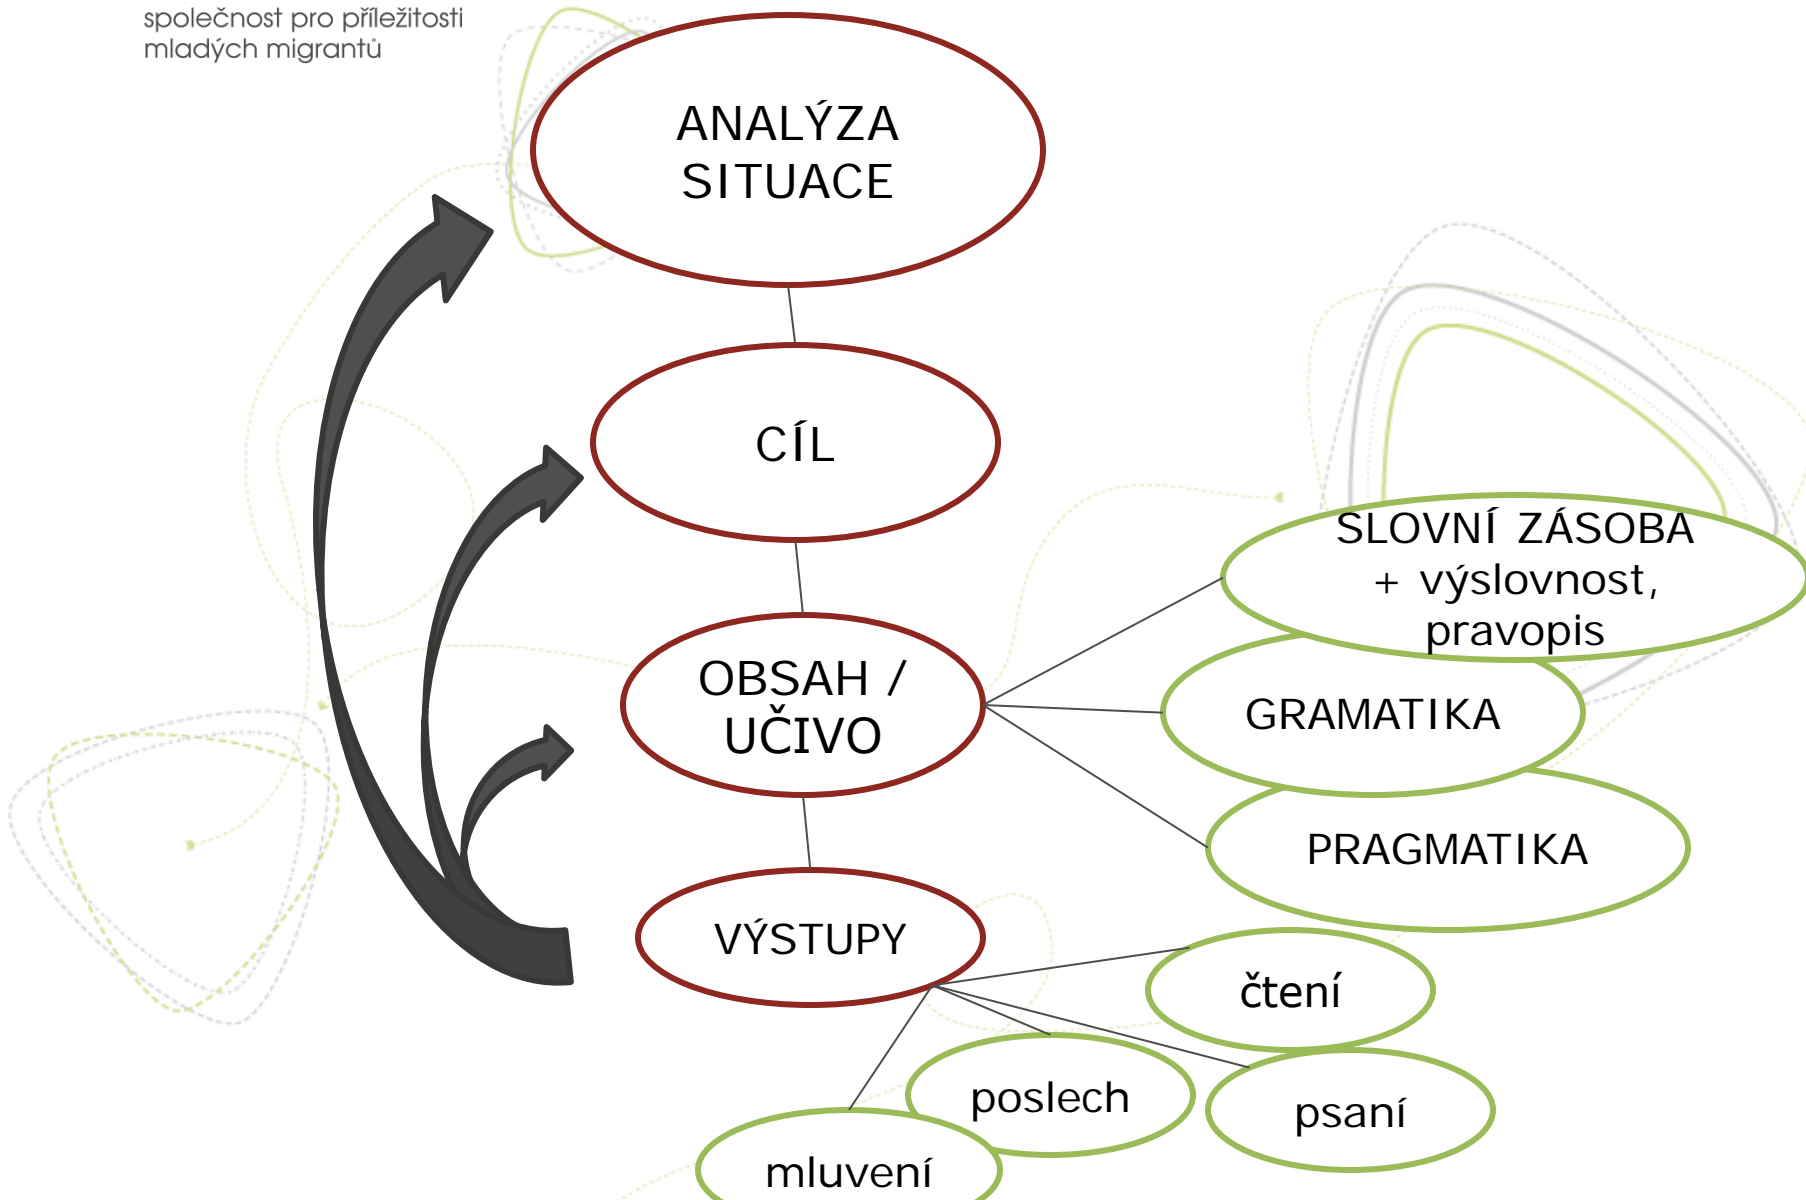 společnost pro příležitosti
mladých migrantů
ANALÝZA
SITUACE
CÍL
OBSAH /
UČIVO
VÝSTUPY
SLOVNÍ ZÁSOBA
+ výslovnost,
pravopis
GRAMATIKA
PRAGMATIKA
čtení
poslech
psaní
mluvení